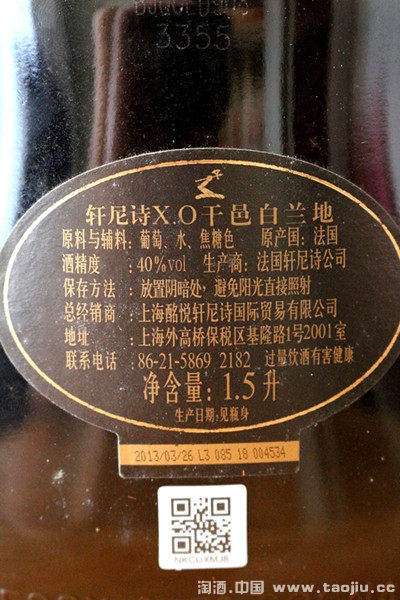 3355
轩尼诗X.O干邑白兰地
原料与辅料: 葡萄、水、焦糖色 原产国: 法国
酒精度 : 40%vol 生产商: 法国轩尼诗公司
保存方法 : 放置阴暗处，避免阳光直接照射
总经销商 : 上海酩悦轩尼诗国际贸易有限公司
地址 : 上海外高桥保税区基隆路1号2001室
联系电话 : 86-21-5869 2182 过量饮酒有害健康
净含量: 1.5升
生产日期:见瓶身
2013/03/26 L3 085 18 004534
NKCUXMJ8
淘酒.中国 www.taojiu.cc